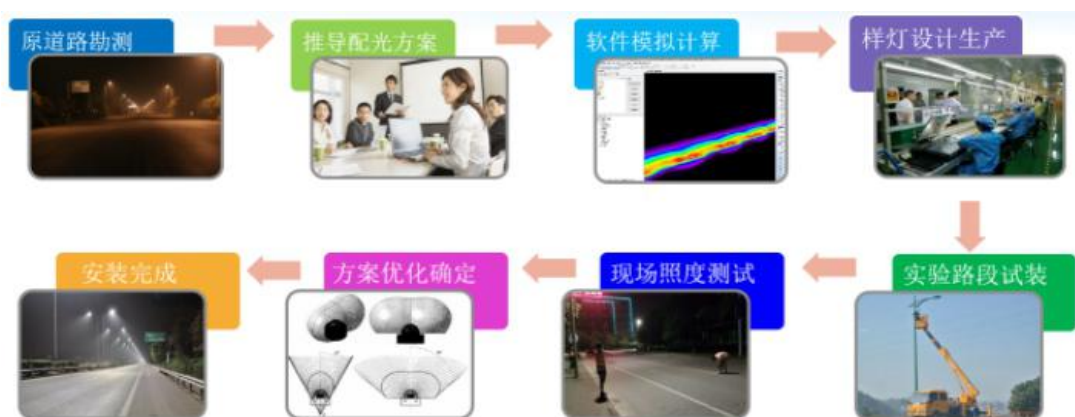 原道路勘测
推导配光方案
软件模拟计算
样灯设计生产
实验路段试装
现场照度测试
方案优化确定
安装完成